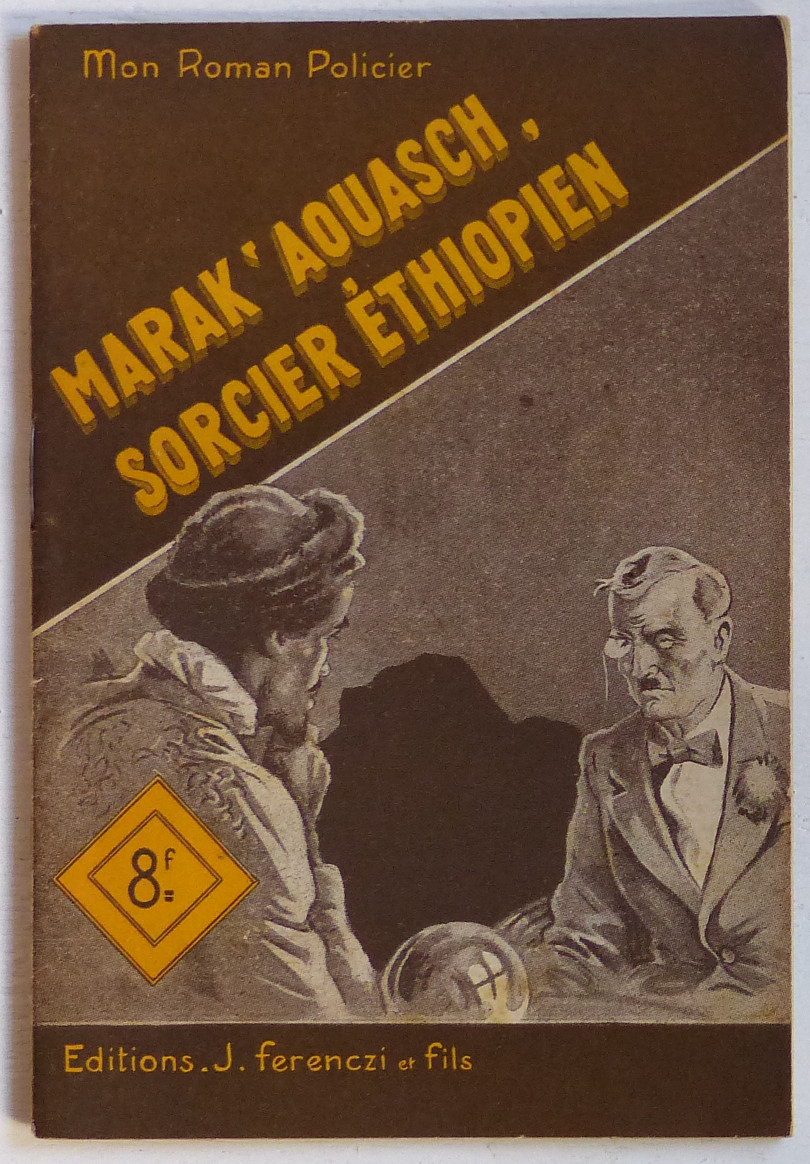 Mon Roman Policier
MARAK'AOUASCH,
SORCIER ÉTHIOPIEN
8f
Editions.J. ferenczi et fils